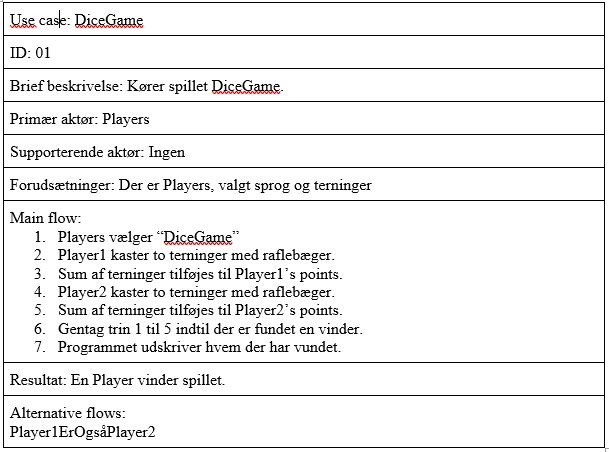 Use case: DiceGame
ID: 01
Brief beskrivelse: Kører spillet DiceGame.
Primær aktør: Players
Supporterende aktør: Ingen
Forudsætninger: Der er Players, valgt sprog og terninger
Main flow:
1. Players vælger “DiceGame”
2. Player1 kaster to terninger med raflebæger.
3. Sum af terninger tilføjes til Player1’s points.
4. Player2 kaster to terninger med raflebæger.
5. Sum af terninger tilføjes til Player2’s points.
6. Gentag trin 1 til 5 indtil der er fundet en vinder.
7. Programmet udskriver hvem der har vundet.
Resultat: En Player vinder spillet.
Alternative flows:
Player1ErOgsåPlayer2